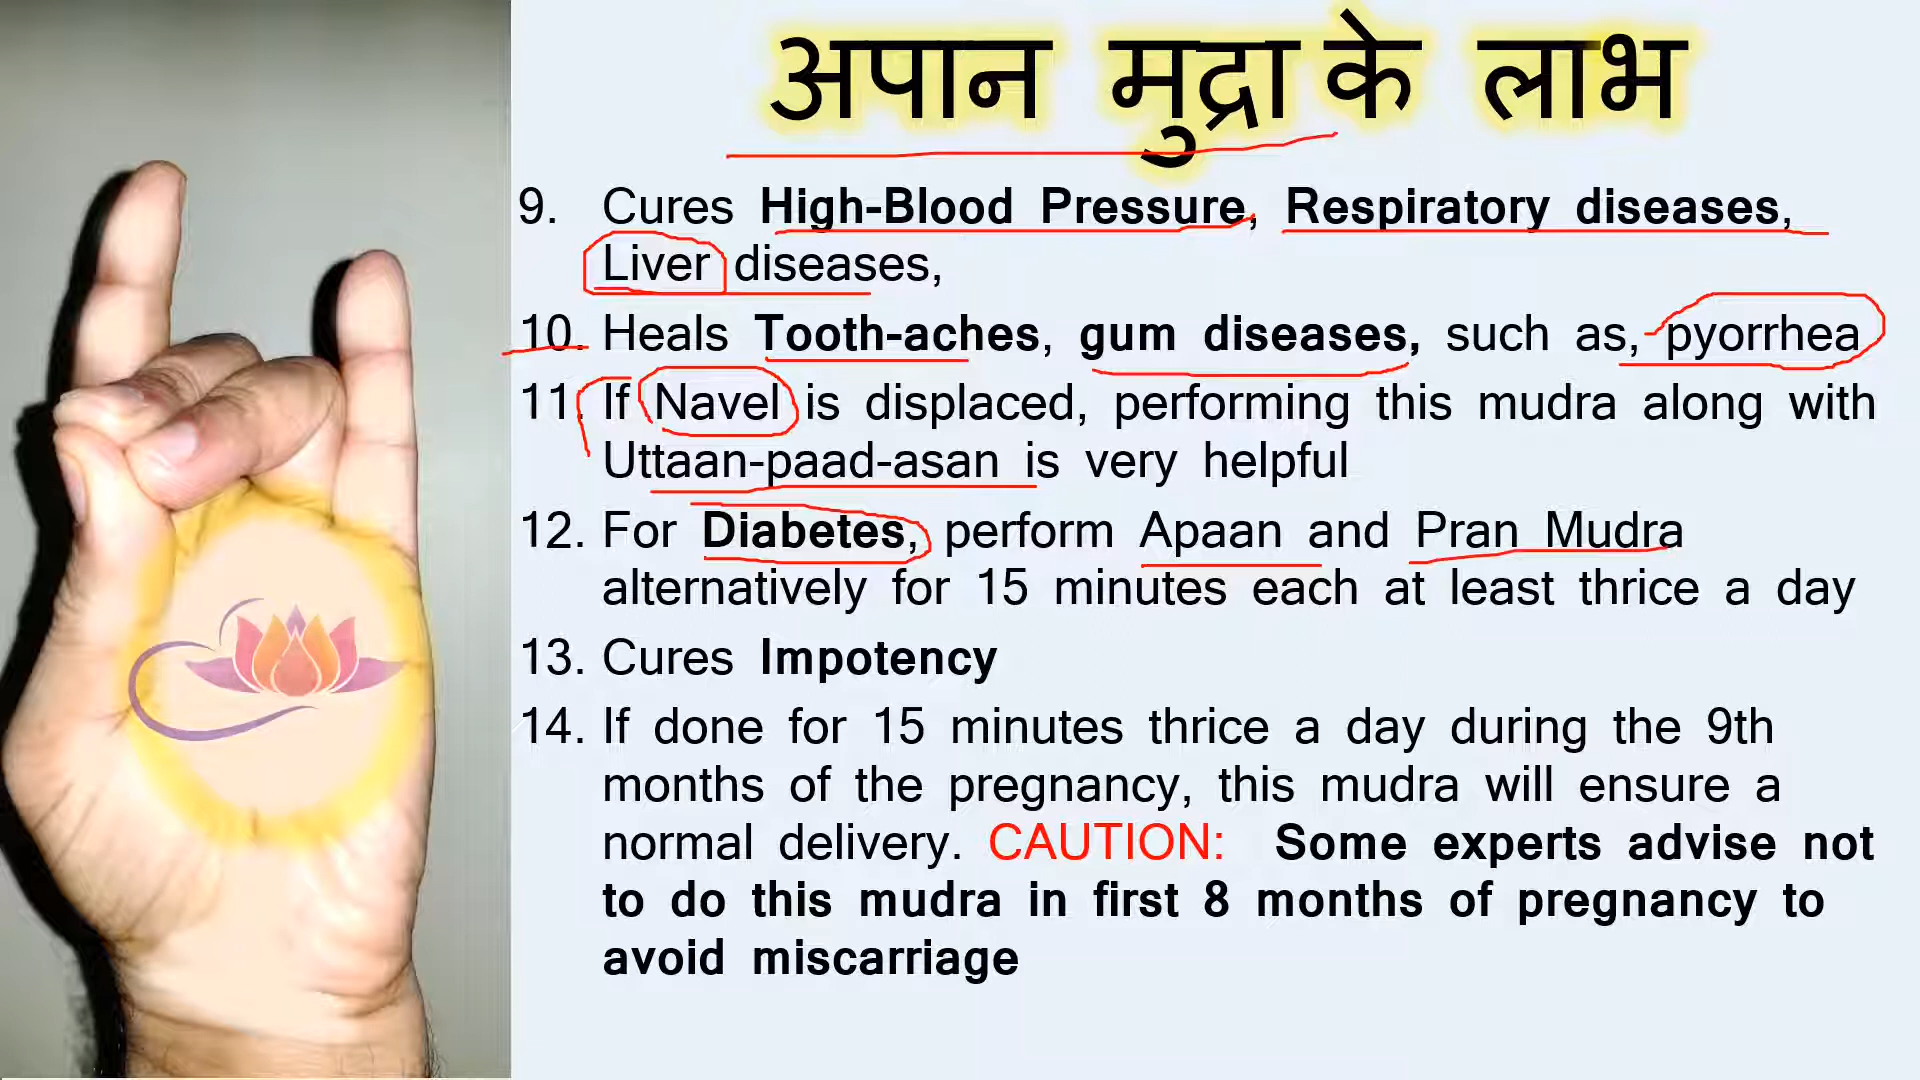 अपान मुद्रा के लाभ
9. Cures High-Blood Pressure, Respiratory diseases,
Liver diseases,
10. Heals Tooth-aches, gum diseases, such as, pyorrhea
11. If Navel is displaced, performing this mudra along with
Uttaan-paad-asan is very helpful
12. For Diabetes, perform Apaan and Pran Mudra
alternatively for 15 minutes each at least thrice a day
13. Cures Impotency
14. If done for 15 minutes thrice a day during the 9th
months of the pregnancy, this mudra will ensure a
normal delivery. CAUTION: Some experts advise not
to do this mudra in first 8 months of pregnancy to
avoid miscarriage